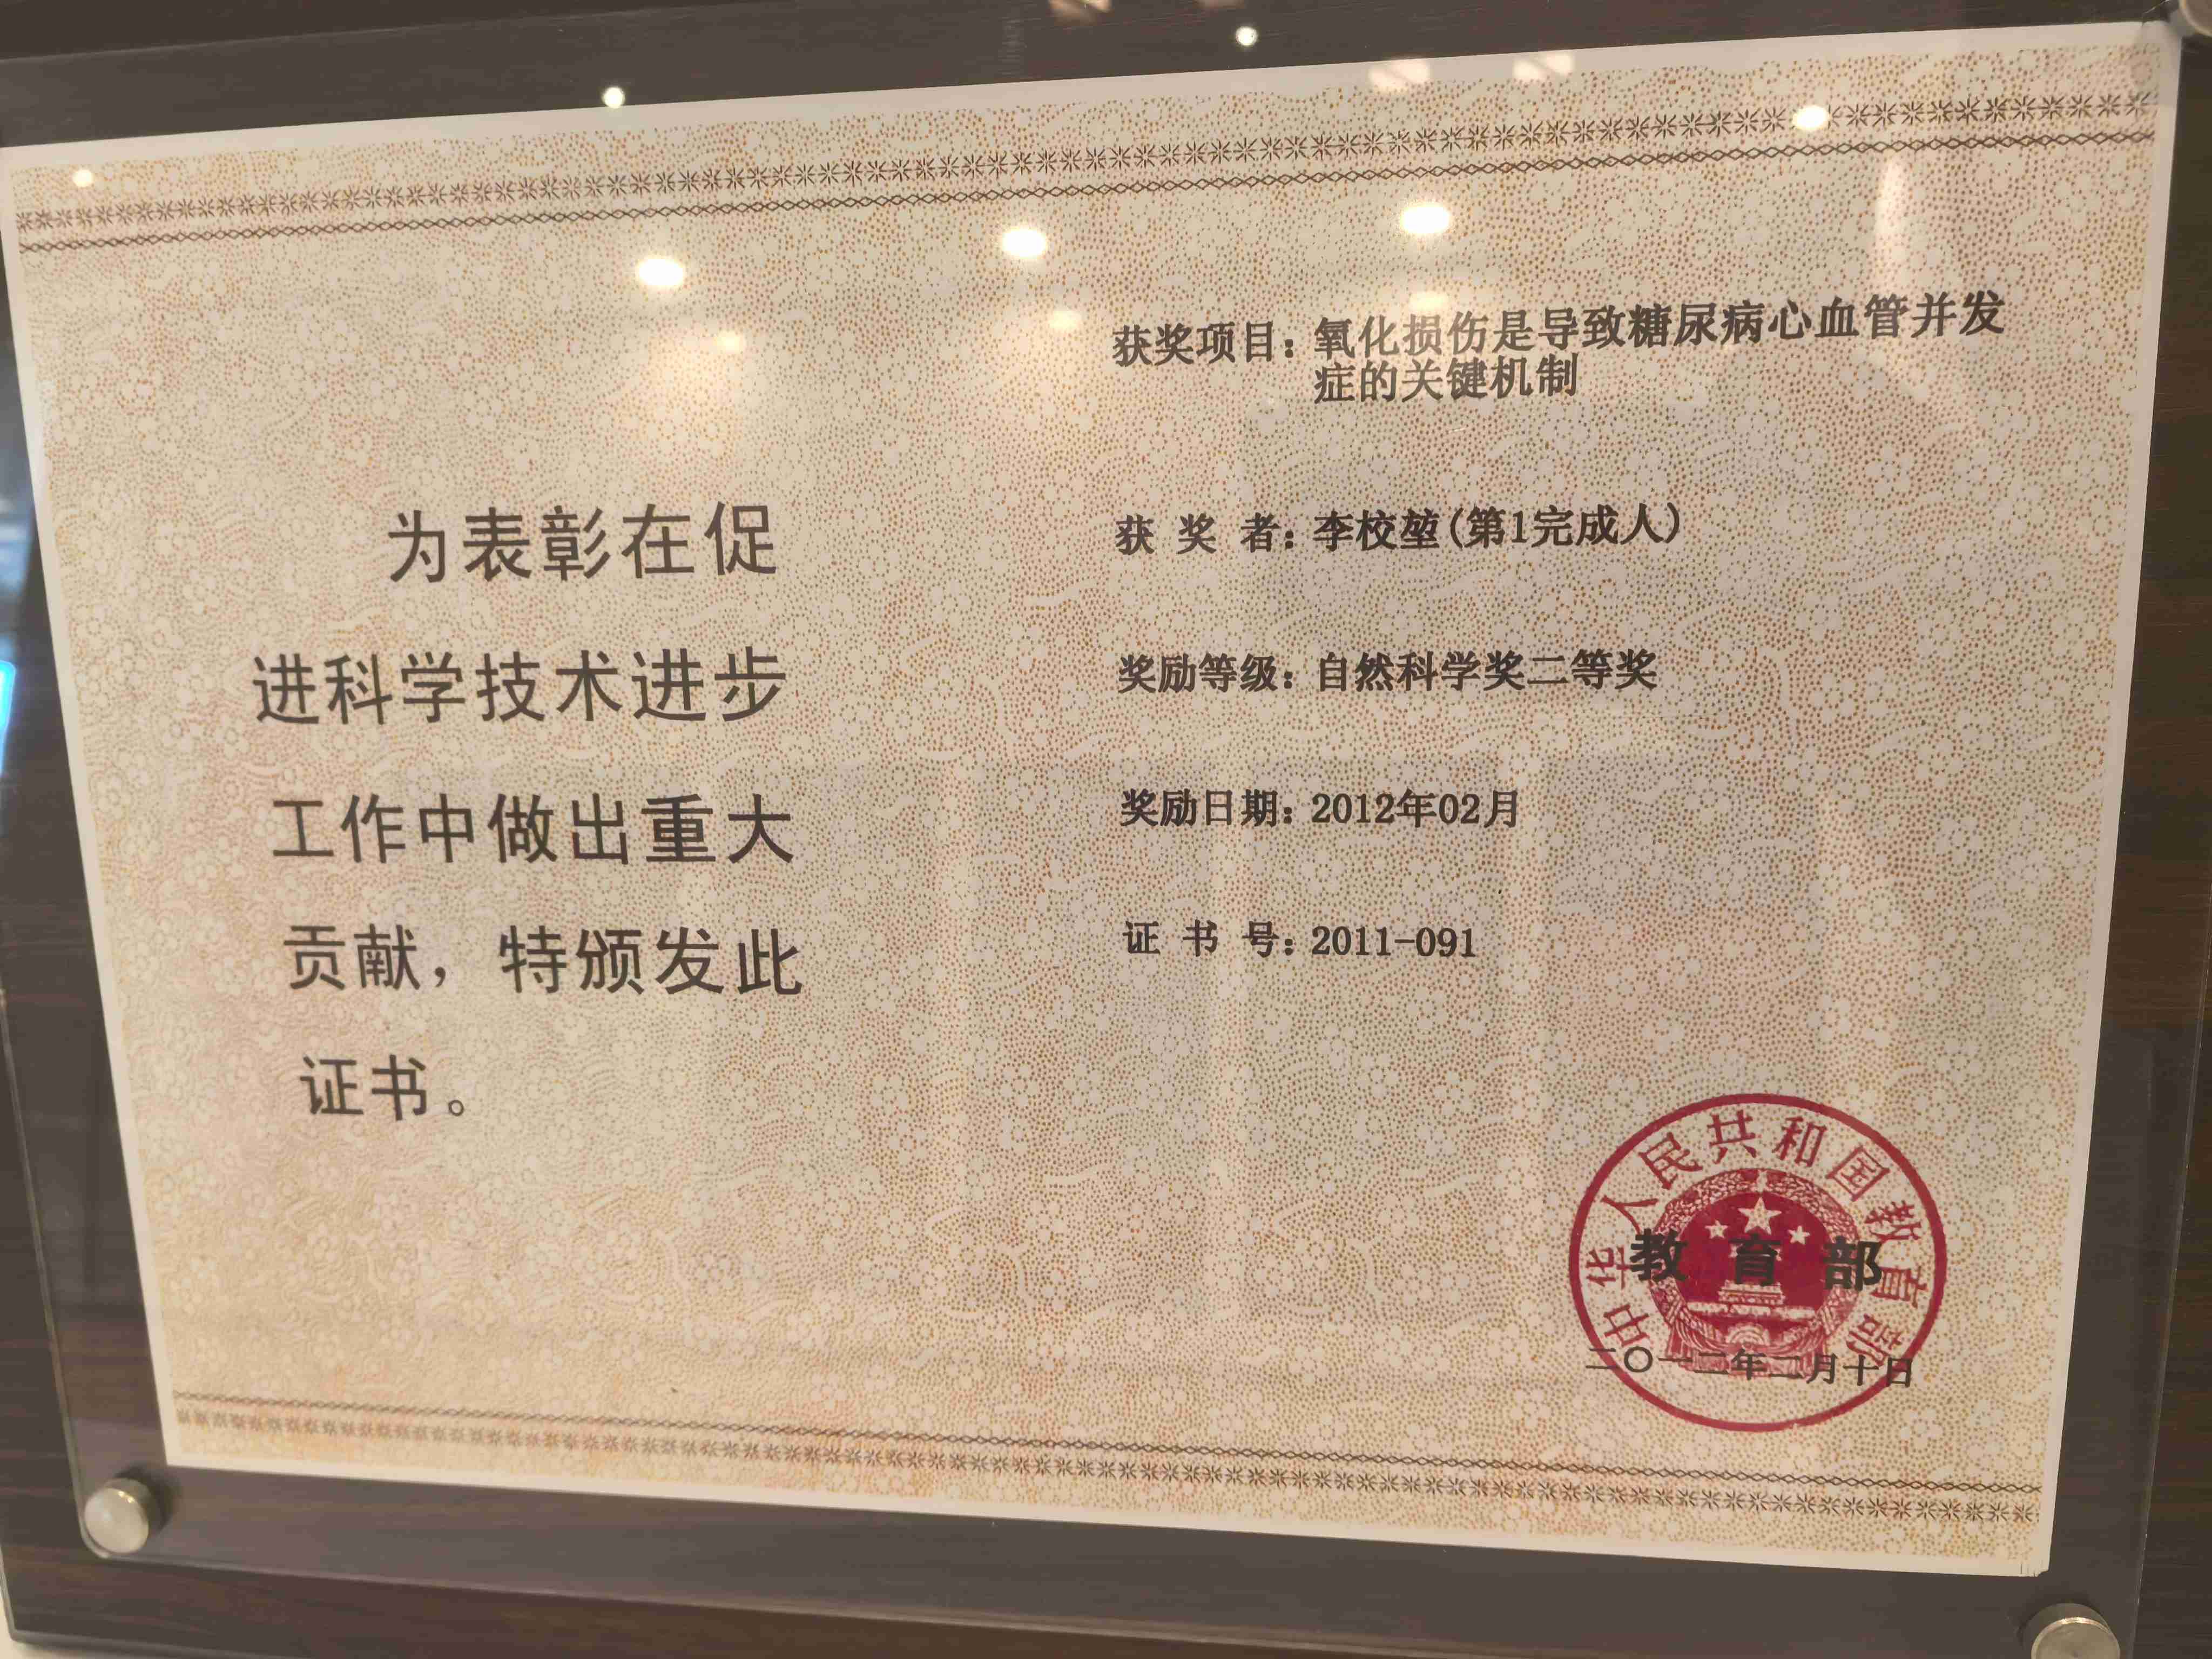 为表彰在促
进科学技术进步
工作中做出重大
贡献，特颁发此
证书。
获奖项目：氧化损伤是导致糖尿病心血管并发
症的关键机制
获 奖 者：李校堃(第1完成人)
奖励等级：自然科学奖二等奖
奖励日期：2012年02月
证 书 号：2011-091
中华人民共和国教育部
教 育 部
二〇一二年二月十日